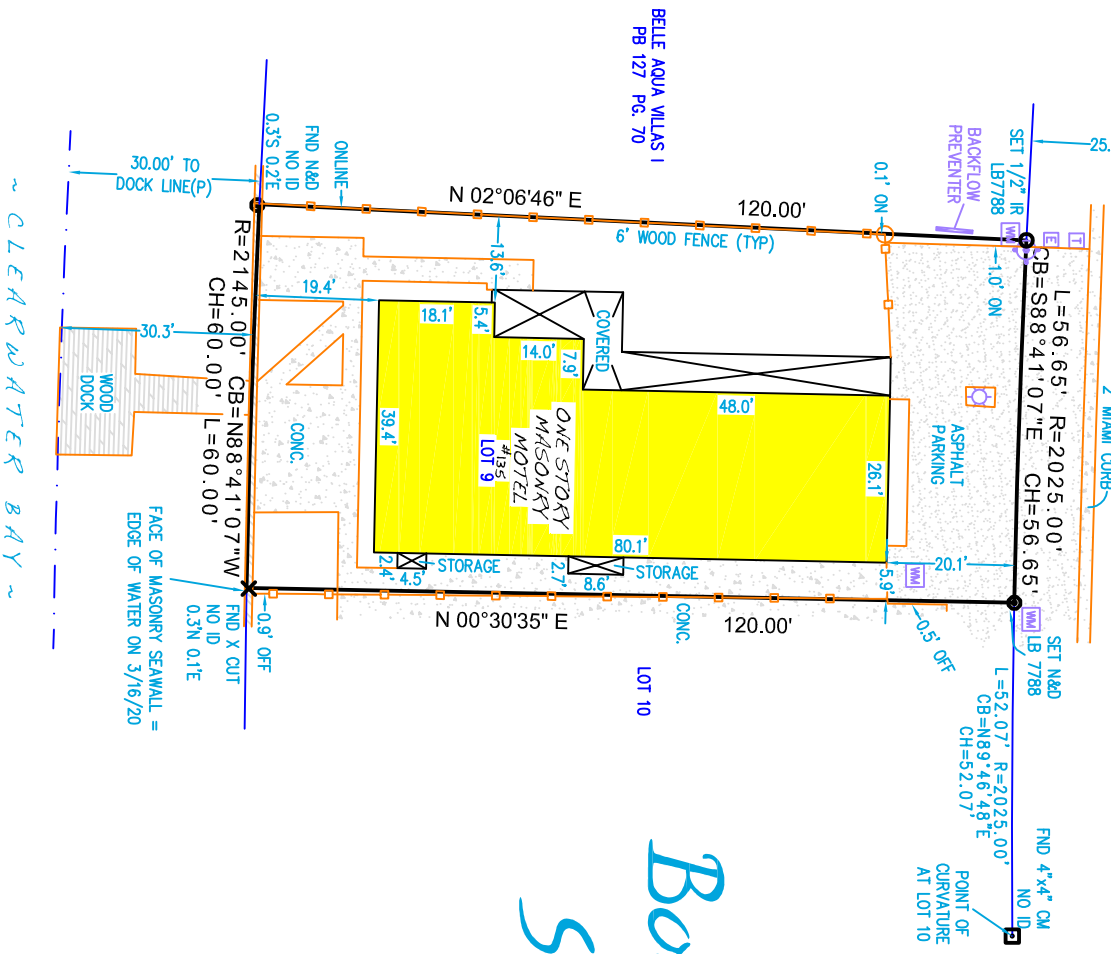 BELLE AQUA VILLAS I
PB 127 PG. 70
SET 1/2" IR
LB7788
BACKFLOW
PREVENTER
25.
WM
E
T
2' MIAMI CURB
0.1' ON
1.0' ON
L=56.65' R=2025.00'
CB=S88°41'07"E CH=56.65'
N 02°06'46" E
120.00'
6' WOOD FENCE (TYP)
ONLINE
FND N&D
NO ID
0.3'S 0.2'E
30.00' TO
DOCK LINE(P)
~ CLEARWATER BAY ~
R=2145.00' CB=N88°41'07"W
CH=60.00' L=60.00'
19.4'
30.3'
WOOD
DOCK
CONC.
13.6'
18.1'
5.4'
14.0'
7.9'
COVERED
48.0'
26.1'
39.4'
80.1'
ONE STORY
MASONRY
MOTEL
#135
LOT 9
ASPHALT
PARKING
20.1'
5.9'
WM
2.4'
4.5'
STORAGE
2.7'
8.6'
STORAGE
CONC.
N 00°30'35" E
120.00'
0.9' OFF
0.5' OFF
FND X CUT
NO ID
0.3'N 0.1'E
FACE OF MASONRY SEAWALL =
EDGE OF WATER ON 3/16/20
LOT 10
WM
SET N&D
LB 7788
L=52.07' R=2025.00'
CB=N89°46'48"E
CH=52.07'
FND 4"x4" CM
NO ID
POINT OF
CURVATURE
AT LOT 10
Bo
S